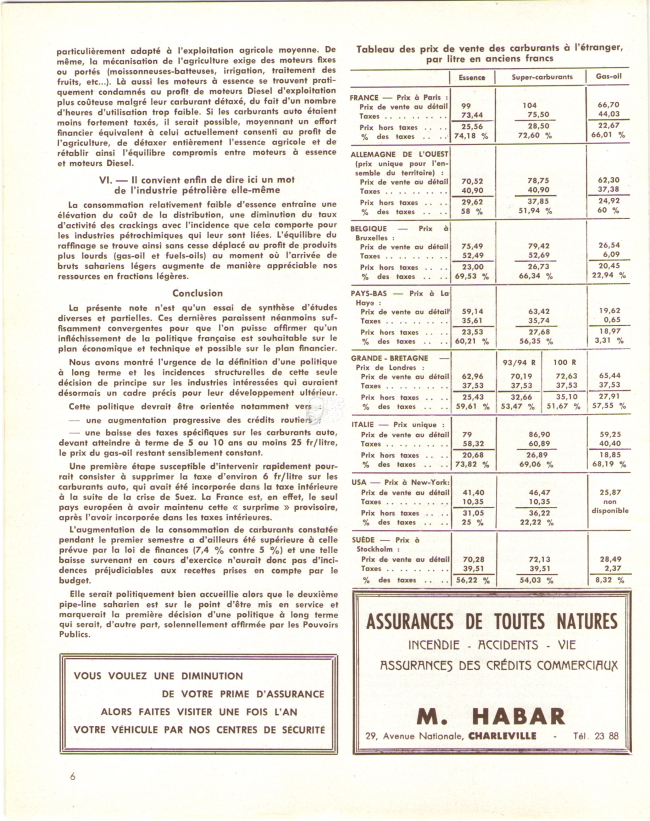 particulièrement adapté à l'exploitation agricole moyenne. De
même, la mécanisation de l'agriculture exige des moteurs fixes
ou portés (moissonneuses-batteuses, irrigation, traitement des
fruits, etc...). Là aussi les moteurs à essence se trouvent prati-
quement condamnés au profit de moteurs Diesel d'exploitation
plus coûteuse malgré leur carburant détaxé, du fait d'un nombre
d'heures d'utilisation trop faible. Si les carburants auto étaient
moins fortement taxés, il serait possible, moyennant un effort
financier équivalent à celui actuellement consenti au profit de
l'agriculture, de détaxer entièrement l'essence agricole et de
rétablir ainsi l'équilibre compromis entre moteurs à essence
et moteurs Diesel.
VI. — Il convient enfin de dire ici un mot
de l'industrie pétrolière elle-même
La consommation relativement faible d'essence entraîne une
élévation du coût de la distribution, une diminution du taux
d'activité des crackings avec l'incidence que cela comporte pour
les industries pétrochimiques qui leur sont liées. L'équilibre du
raffinage se trouve ainsi sans cesse déplacé au profit de produits
plus lourds (gas-oil et fuels-oils) au moment où l'arrivée de
bruts sahariens légers augmente de manière appréciable nos
ressources en fractions légères.
Conclusion
La présente note n'est qu'un essai de synthèse d'études
diverses et partielles. Ces dernières paraissent néanmoins suf-
fisamment convergentes pour que l'on puisse affirmer qu'un
infléchissement de la politique française est souhaitable sur le
plan économique et technique et possible sur le plan financier.
Nous avons montré l'urgence de la définition d'une politique
à long terme et les incidences structurelles de cette seule
décision de principe sur les industries intéressées qui auraient
désormais un cadre précis pour leur développement ultérieur.
Cette politique devrait être orientée notamment vers
— une augmentation progressive des crédits routiers
— une baisse des taxes spécifiques sur les carburants auto,
devant atteindre à terme de 5 ou 10 ans au moins 25 fr/litre,
le prix du gas-oil restant sensiblement constant.
Une première étape susceptible d'intervenir rapidement pour-
rait consister à supprimer la taxe d'environ 6 fr/litre sur les
carburants auto, qui avait été incorporée dans la taxe intérieure
à la suite de la crise de Suez. La France est, en effet, le seul
pays européen à avoir maintenu cette « surprise » provisoire,
après l'avoir incorporée dans les taxes intérieures.
L'augmentation de la consommation de carburants constatée
pendant le premier semestre a d'ailleurs été supérieure à celle
prévue par la loi de finances (7,4 % contre 5 %) et une telle
baisse survenant en cours d'exercice n'aurait donc pas d'inci-
dences préjudiciables aux recettes prises en compte par le
budget.
Elle serait politiquement bien accueillie alors que le deuxième
pipe-line saharien est sur le point d'être mis en service et
marquerait la première décision d'une politique à long terme
qui serait, d'autre part, solennellement affirmée par les Pouvoirs
Publics.
VOUS VOULEZ UNE DIMINUTION
DE VOTRE PRIME D'ASSURANCE
ALORS FAITES VISITER UNE FOIS L'AN
VOTRE VÉHICULE PAR NOS CENTRES DE SÉCURITÉ
6
Tableau des prix de vente des carburants à l'étranger,
par litre en anciens francs
Essence Super-carburants Gas-oil
FRANCE — Prix à Paris :
Prix de vente au détail 99 104 66,70
Taxes . . . . . . . . 73,44 75,50 44,03
Prix hors taxes . . . . 25,56 28,50 22,67
% des taxes . . . . 74,18 % 72,60 % 66,01 %
ALLEMAGNE DE L'OUEST
(prix unique pour l'en-
semble du territoire) :
Prix de vente au détail 70,52 78,75 62,30
Taxes . . . . . . . . 40,90 40,90 37,38
Prix hors taxes . . . . 29,62 37,85 24,92
% des taxes . . . . 58 % 51,94 % 60 %
BELGIQUE — Prix à
Bruxelles :
Prix de vente au détail 75,49 79,42 26,54
Taxes . . . . . . . . 52,49 52,69 6,09
Prix hors taxes . . . . 23,00 26,73 20,45
% des taxes . . . . 69,53 % 66,34 % 22,94 %
PAYS-BAS — Prix à La
Haye :
Prix de vente au détail 59,14 63,42 19,62
Taxes . . . . . . . . 35,61 35,74 0,65
Prix hors taxes . . . . 23,53 27,68 18,97
% des taxes . . . . 60,21 % 56,35 % 3,31 %
GRANDE - BRETAGNE — 93/94 R 100 R
Prix de Londres :
Prix de vente au détail 62,96 70,19 72,63 65,44
Taxes . . . . . . . . 37,53 37,53 37,53 37,53
Prix hors taxes . . . . 25,43 32,66 35,10 27,91
% des taxes . . . . 59,61 % 53,47 % 51,67 % 57,55 %
ITALIE — Prix unique :
Prix de vente au détail 79 86,90 59,25
Taxes . . . . . . . . 58,32 60,89 40,40
Prix hors taxes . . . . 20,68 26,89 18,85
% des taxes . . . . 73,82 % 69,06 % 68,19 %
USA — Prix à New-York:
Prix de vente au détail 41,40 46,47 25,87
Taxes . . . . . . . . 10,35 10,35 non
Prix hors taxes . . . . 31,05 36,22 disponible
% des taxes . . . . 25 % 22,22 %
SUÈDE — Prix à
Stockholm :
Prix de vente au détail 70,28 72,13 28,49
Taxes . . . . . . . . 39,51 39,51 2,37
% des taxes . . . . 56,22 % 54,03 % 8,32 %
ASSURANCES DE TOUTES NATURES
INCENDIE - ACCIDENTS - VIE
ASSURANCES DES CRÉDITS COMMERCIAUX
M. HABAR
29, Avenue Nationale, CHARLEVILLE - Tél. 23 88